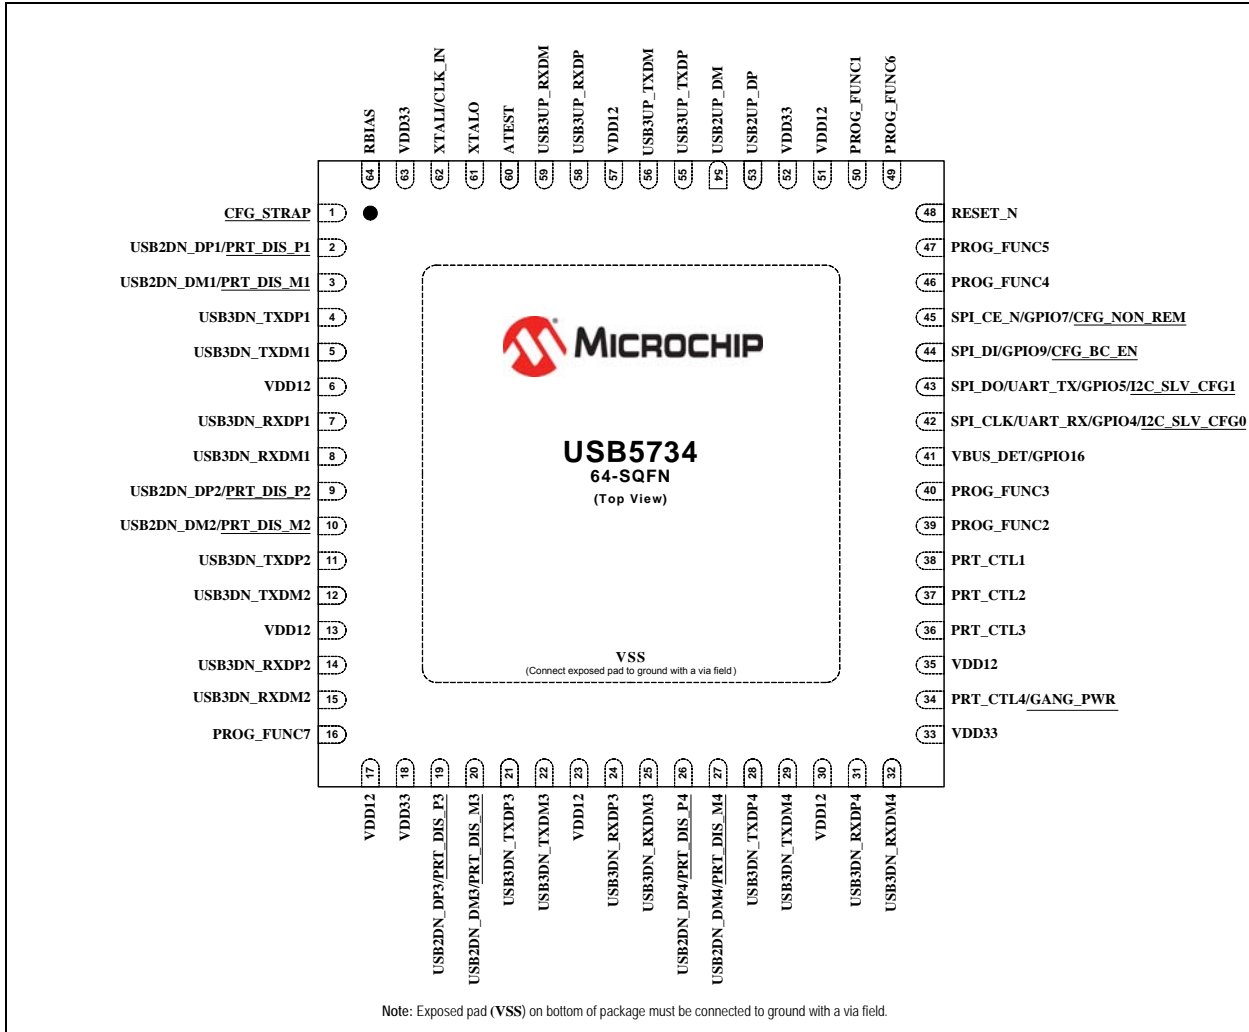 RBIAS
VDD33
XTALI/CLK_IN
XTALO
ATEST
USB3UP_RXDM
USB3UP_RXDP
VDD12
USB3UP_TXDM
USB3UP_TXDP
USB2UP_DM
USB2UP_DP
VDD33
VDD12
PROG_FUNC1
PROG_FUNC6
64
63
62
61
60
59
58
57
56
55
54
53
52
51
50
49
CFG_STRAP 1
USB2DN_DP1/PRT_DIS_P1 2
USB2DN_DM1/PRT_DIS_M1 3
USB3DN_TXDP1 4
USB3DN_TXDM1 5
VDD12 6
USB3DN_RXDP1 7
USB3DN_RXDM1 8
USB2DN_DP2/PRT_DIS_P2 9
USB2DN_DM2/PRT_DIS_M2 10
USB3DN_TXDP2 11
USB3DN_TXDM2 12
VDD12 13
USB3DN_RXDP2 14
USB3DN_RXDM2 15
PROG_FUNC7 16
MICROCHIP
USB5734
64-SQFN
(Top View)
VSS
(Connect exposed pad to ground with a via field)
48 RESET_N
47 PROG_FUNC5
46 PROG_FUNC4
45 SPI_CE_N/GPIO7/CFG_NON_REM
44 SPI_DI/GPIO9/CFG_BC_EN
43 SPI_DO/UART_TX/GPIO5/I2C_SLV_CFG1
42 SPI_CLK/UART_RX/GPIO4/I2C_SLV_CFG0
41 VBUS_DET/GPIO16
40 PROG_FUNC3
39 PROG_FUNC2
38 PRT_CTL1
37 PRT_CTL2
36 PRT_CTL3
35 VDD12
34 PRT_CTL4/GANG_PWR
33 VDD33
17
18
19
20
21
22
23
24
25
26
27
28
29
30
31
32
VDD12
VDD33
USB2DN_DP3/PRT_DIS_P3
USB2DN_DM3/PRT_DIS_M3
USB3DN_TXDP3
USB3DN_TXDM3
VDD12
USB3DN_RXDP3
USB3DN_RXDM3
USB2DN_DP4/PRT_DIS_P4
USB2DN_DM4/PRT_DIS_M4
USB3DN_TXDP4
USB3DN_TXDM4
VDD12
USB3DN_RXDP4
USB3DN_RXDM4
Note: Exposed pad (VSS) on bottom of package must be connected to ground with a via field.